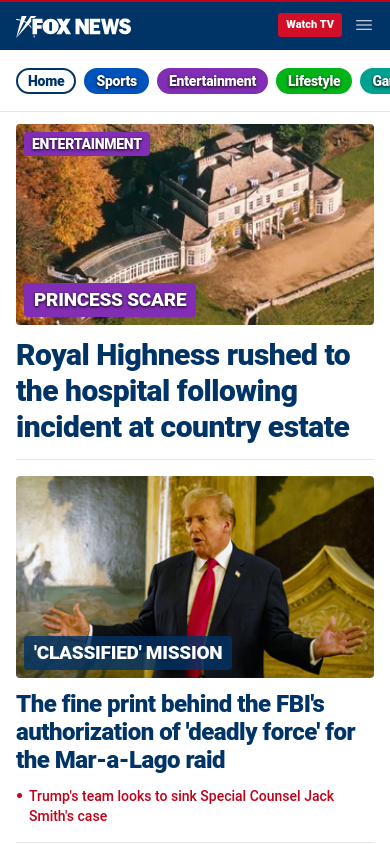 FOX NEWS
Watch TV
Home
Sports
Entertainment
Lifestyle
ENTERTAINMENT
PRINCESS SCARE
Royal Highness rushed to
the hospital following
incident at country estate
'CLASSIFIED' MISSION
The fine print behind the FBI's
authorization of 'deadly force' for
the Mar-a-Lago raid
• Trump's team looks to sink Special Counsel Jack
Smith's case